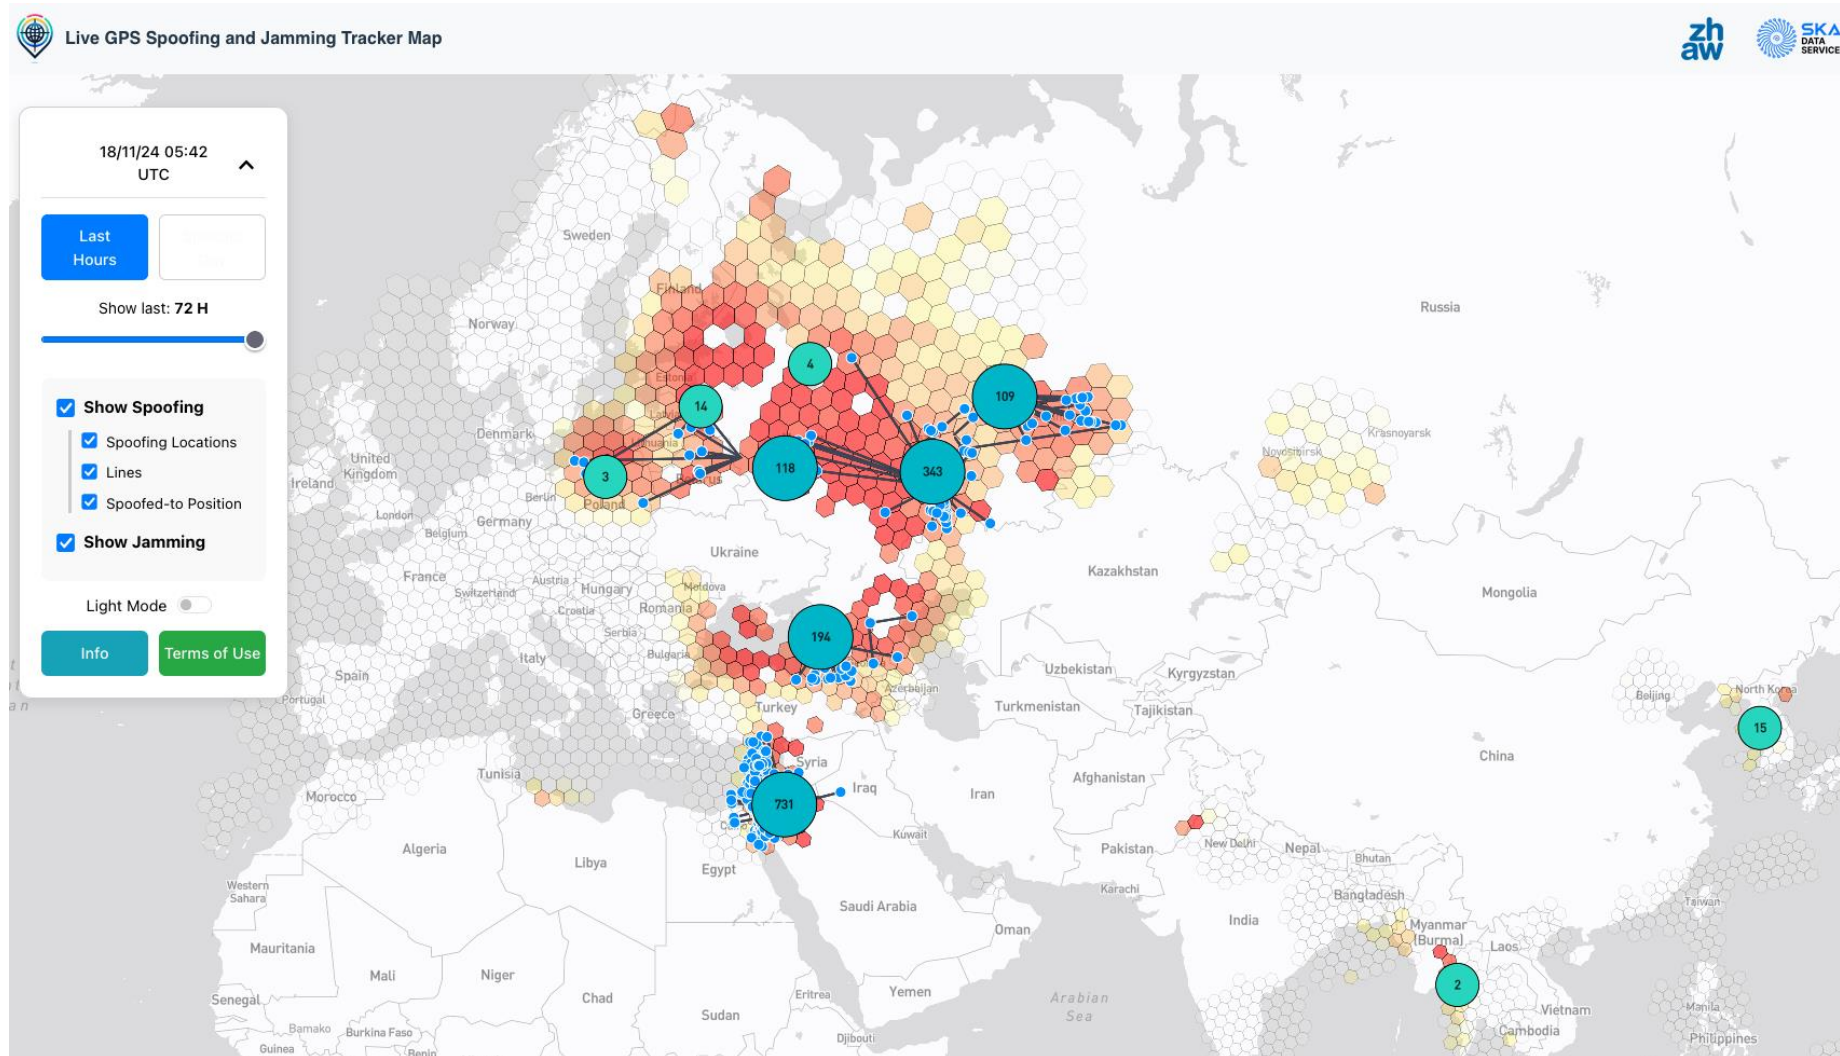 Live GPS Spoofing and Jamming Tracker Map
zh
aw
SKA
DATA
SERVICE
18/11/24 05:42
UTC
Last
Hours
Show last: 72 H
Show Spoofing
Spoofing Locations
Lines
Spoofed-to Position
Show Jamming
Light Mode
Info
Terms of Use
Sweden
Finland
Norway
Russia
4
Estonia
109
14
Denmark
Lithuania
Krasnoyarsk
Novosibirsk
United
Kingdom
Ireland
118
343
3
Belarus
Berlin
Poland
London
Germany
Belgium
Ukraine
Kazakhstan
France
Austria
Hungary
Moldova
Switzerland
Croatia
Romania
Mongolia
Serbia
194
Italy
Bulgaria
Uzbekistan
Kyrgyzstan
Spain
Azerbaijan
Beijing
North Korea
Portugal
Greece
Turkey
Turkmenistan
Tajikistan
15
China
Syria
Tunisia
Afghanistan
Iraq
Iran
Morocco
731
Kuwait
Algeria
Libya
Egypt
Pakistan
New Delhi
Nepal
Bhutan
Western
Sahara
Karachi
Bangladesh
Saudi Arabia
India
Taiwan
Myanmar
(Burma)
Laos
Oman
Mauritania
Mali
Niger
Chad
2
Senegal
Eritrea
Yemen
Arabian
Sea
Vietnam
Manila
Sudan
Bamako
Burkina Faso
Cambodia
Philippines
Djibouti
Guinea
Benin